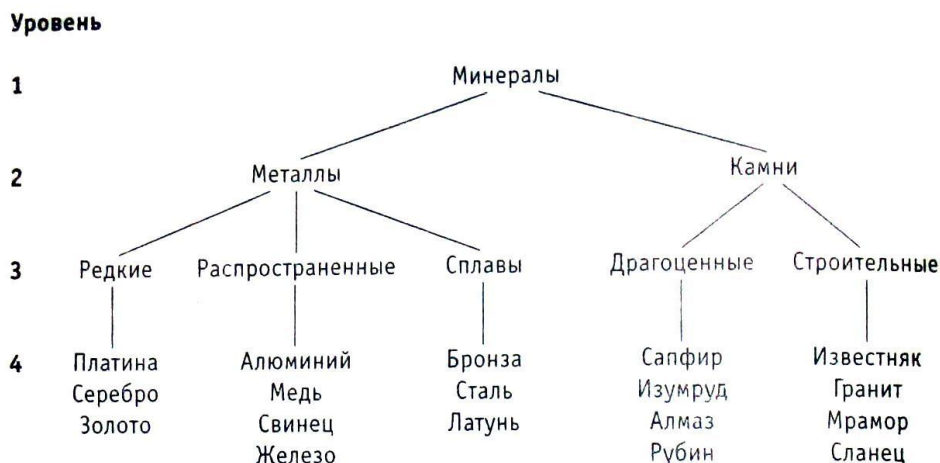 Уровень
1 Минералы
2 Металлы Камни
3 Редкие Распространенные Сплавы Драгоценные Строительные
4 Платина Алюминий Бронза Сапфир Известняк
Серебро Медь Сталь Изумруд Гранит
Золото Свинец Латунь Алмаз Мрамор
Железо Рубин Сланец